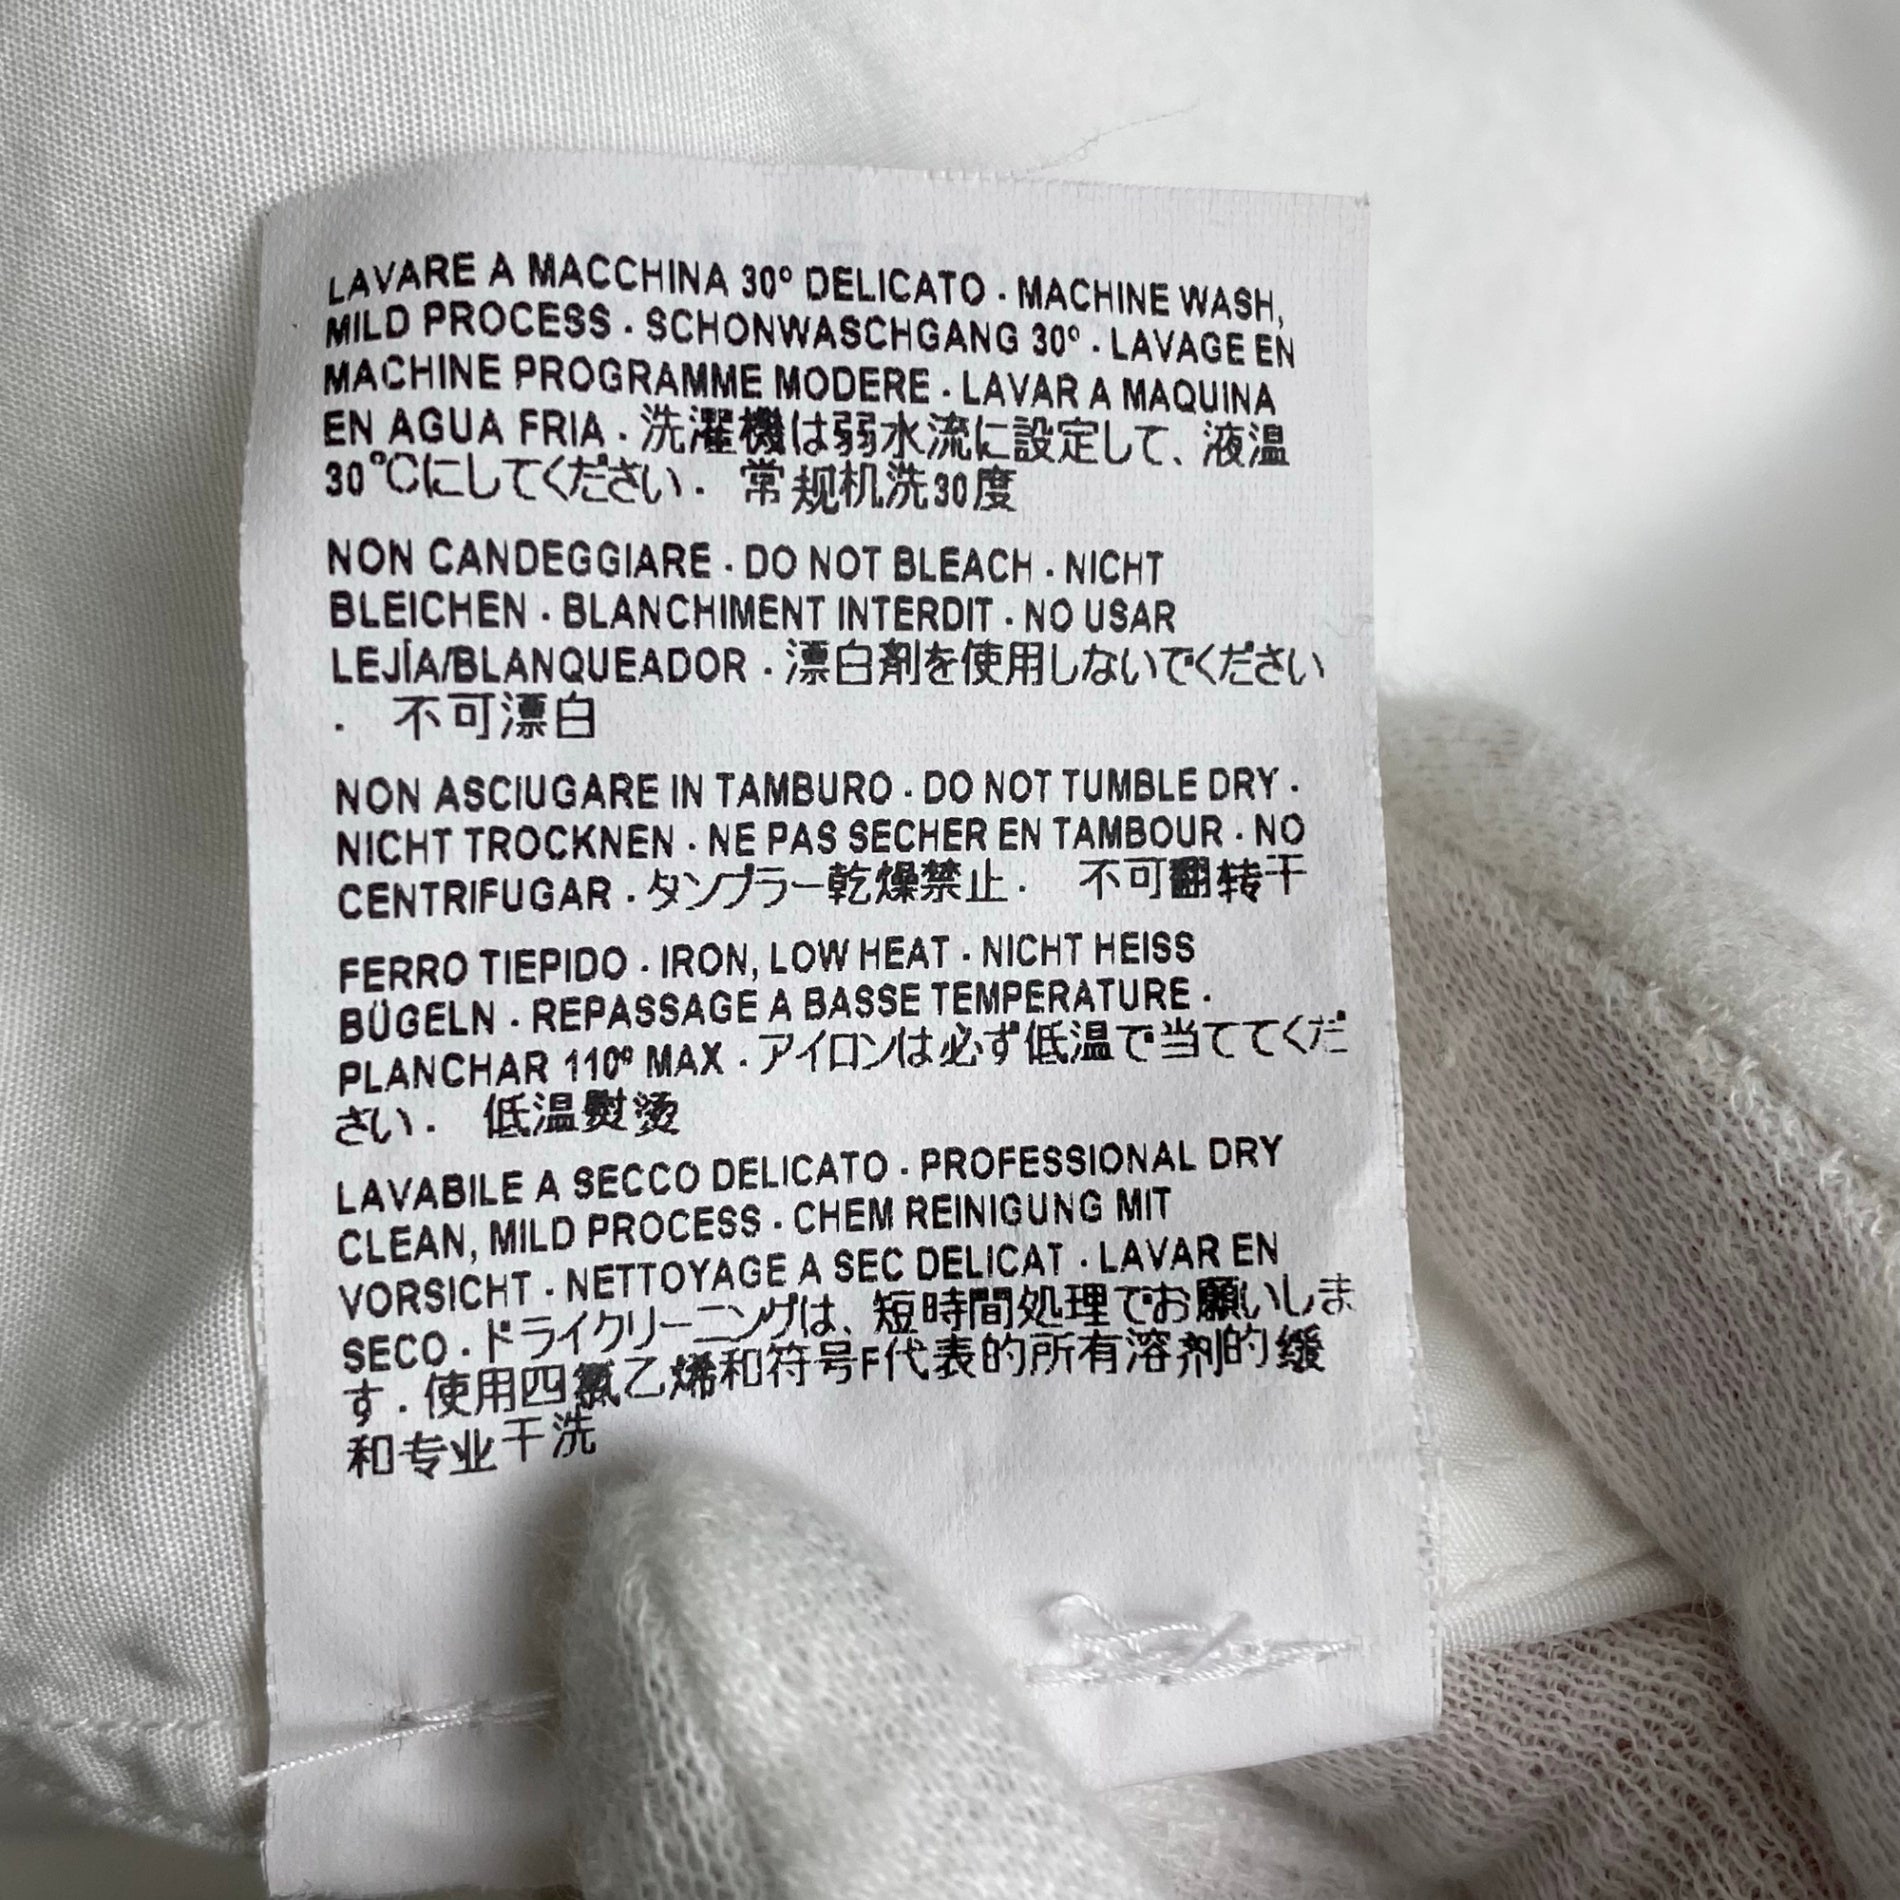 LAVARE A MACCHINA 30° DELICATO · MACHINE WASH,
MILD PROCESS · SCHONWASCHGANG 30° · LAVAGE EN
MACHINE PROGRAMME MODERE · LAVAR A MAQUINA
EN AGUA FRIA · 洗濯機は弱水流に設定して、液温
30℃にしてください. 常规机洗30度
NON CANDEGGIARE · DO NOT BLEACH · NICHT
BLEICHEN · BLANCHIMENT INTERDIT · NO USAR
LEJÍA/BLANQUEADOR · 漂白剤を使用しないでください
. 不可漂白
NON ASCIUGARE IN TAMBURO · DO NOT TUMBLE DRY ·
NICHT TROCKNEN · NE PAS SECHER EN TAMBOUR · NO
CENTRIFUGAR · タンブラー乾燥禁止. 不可翻转干
FERRO TIEPIDO · IRON, LOW HEAT · NICHT HEISS
BÜGELN · REPASSAGE A BASSE TEMPERATURE ·
PLANCHAR 110° MAX · アイロンは必ず低温で当ててくだ
さい. 低温熨烫
LAVABILE A SECCO DELICATO · PROFESSIONAL DRY
CLEAN, MILD PROCESS · CHEM REINIGUNG MIT
VORSICHT · NETTOYAGE A SEC DELICAT · LAVAR EN
SECO · ドライクリーニングは、短時間処理でお願いしま
す. 使用四氯乙烯和符号F代表的所有溶剂的缓
和专业干洗